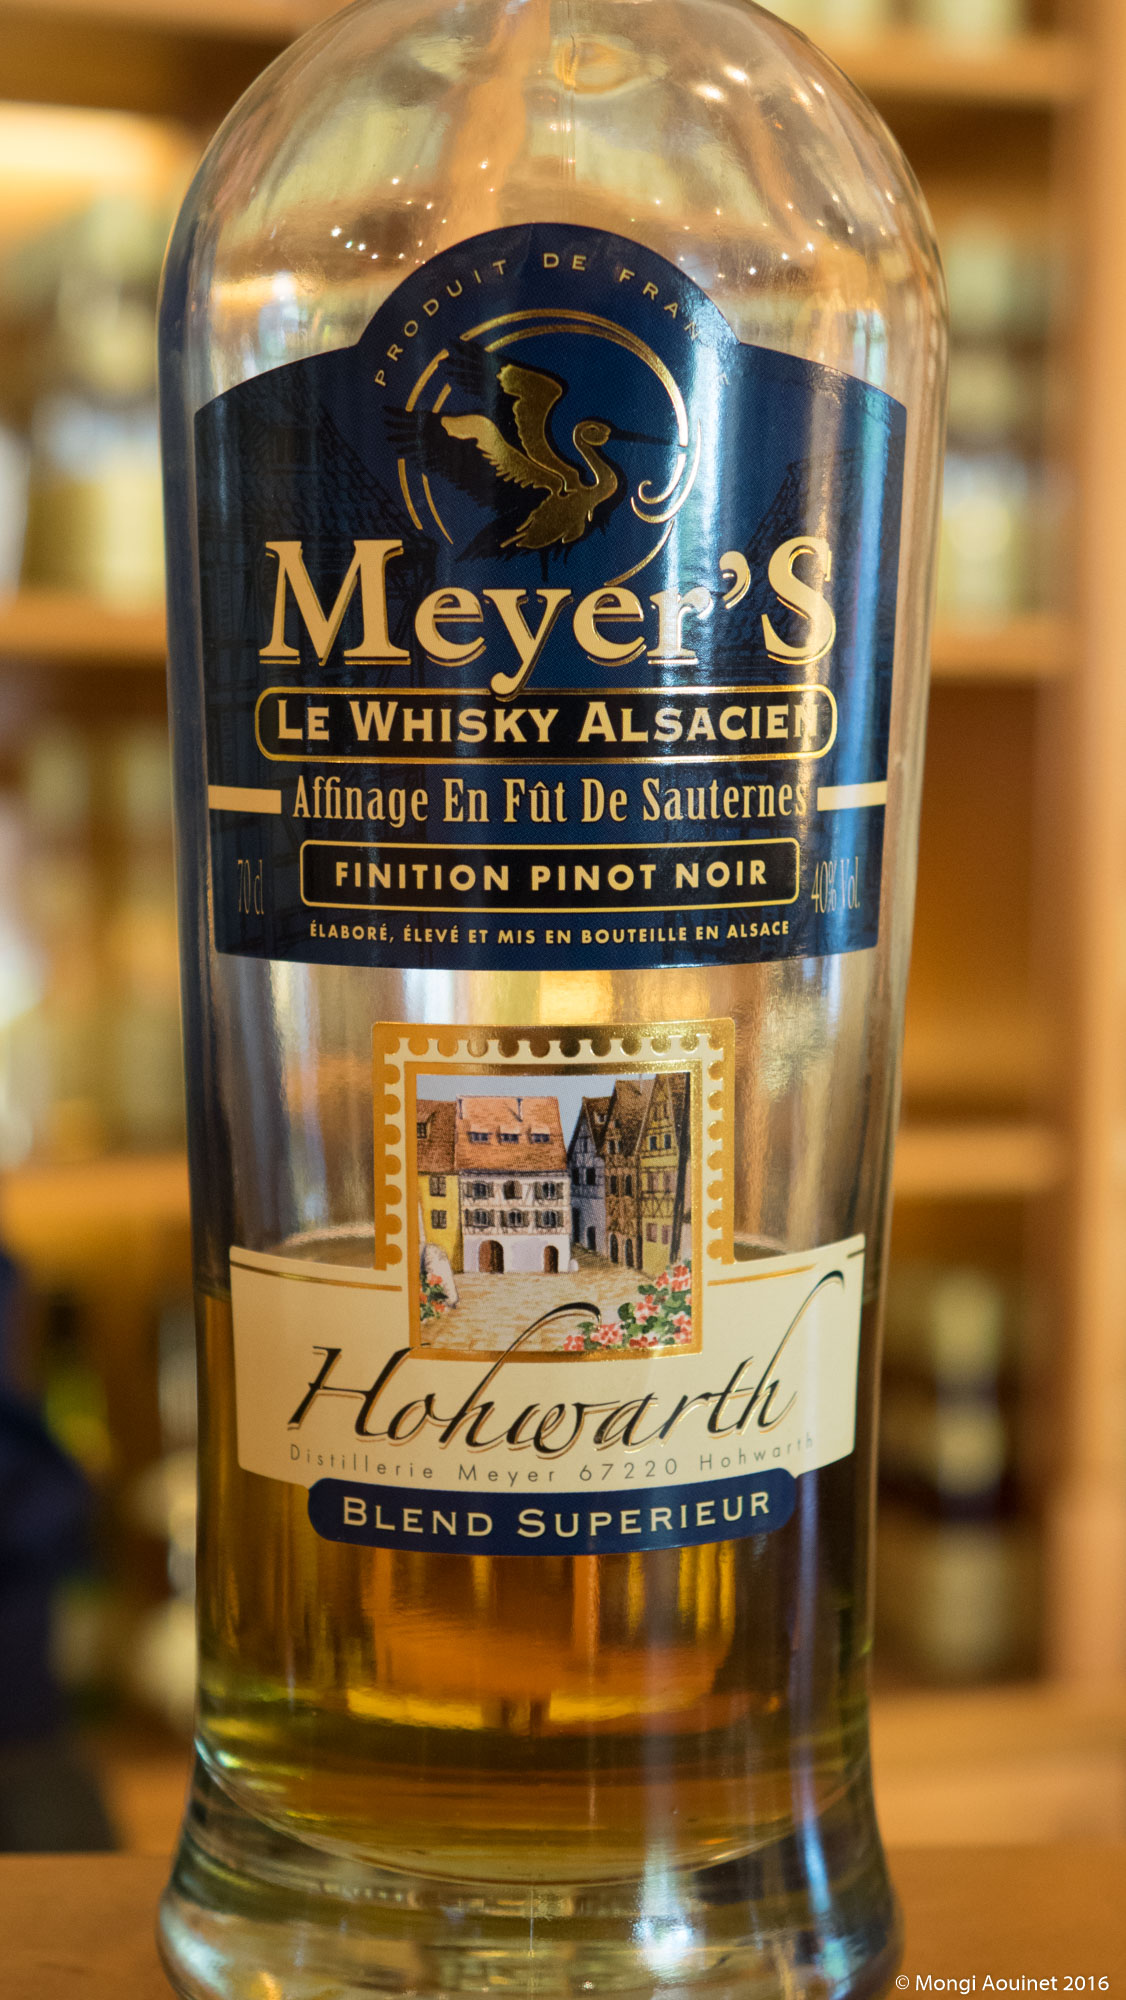 PRODUIT DE FRANCE
Meyer'S
LE WHISKY ALSACIEN
Affinage En Fût De Sauternes
FINITION PINOT NOIR
70 cl
40% Vol.
ÉLABORÉ, ÉLEVÉ ET MIS EN BOUTEILLE EN ALSACE
Hohwarth
Distillerie Meyer 67220 Hohwarth
BLEND SUPERIEUR
© Mongi Aouinet 2016